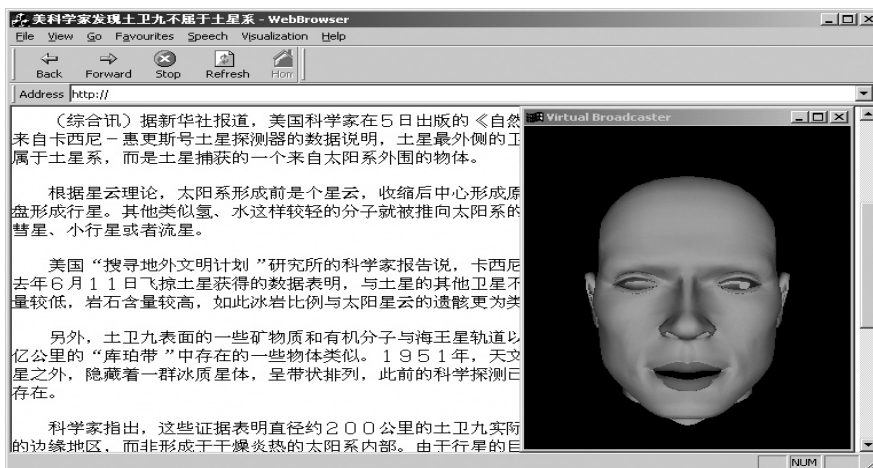 美科学家发现土卫九不属于土星系 - WebBrowser
File View Go Favourites Speech Visualization Help
Back Forward Stop Refresh Hom
Address http://
Virtual Broadcaster
（综合讯）据新华社报道，美国科学家在５日出版的《自然
来自卡西尼－惠更斯号土星探测器的数据说明，土星最外侧的卫
属于土星系，而是土星捕获的一个来自太阳系外围的物体。
根据星云理论，太阳系形成前是个星云，收缩后中心形成原
盘形成行星。其他类似氢、水这样较轻的分子就被推向太阳系的
彗星、小行星或者流星。
美国“搜寻地外文明计划”研究所的科学家报告说，卡西尼
去年６月１１日飞掠土星获得的数据表明，与土星的其他卫星不
量较低，岩石含量较高，如此冰岩比例与太阳星云的遗骸更为类
另外，土卫九表面的一些矿物质和有机分子与海王星轨道以
亿公里的“库珀带”中存在的一些物体类似。１９５１年，天文
星之外，隐藏着一群冰质星体，呈带状排列，此前的科学探测已
存在。
科学家指出，这些证据表明直径约２００公里的土卫九实际
的边缘地区，而非形成于干燥炎热的太阳系内部。由于行星的巨
NUM